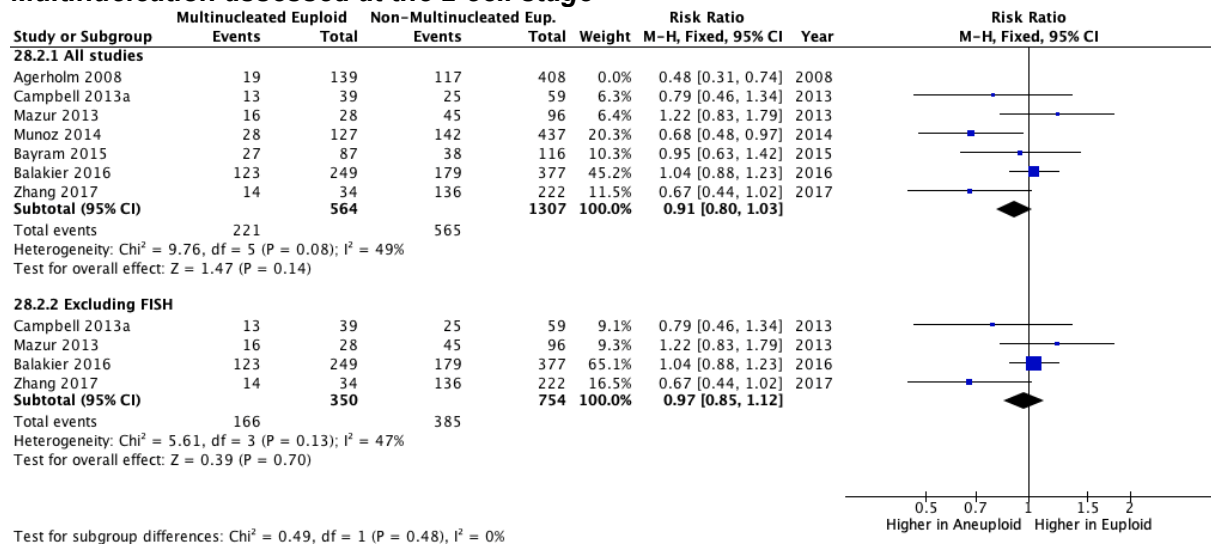 Multinucleation assessed at the 2-cell stage
Multinucleated Euploid Non-Multinucleated Eup. Risk Ratio Risk Ratio
Study or Subgroup Events Total Events Total Weight M-H, Fixed, 95% CI Year M-H, Fixed, 95% CI
28.2.1 All studies
Agerholm 2008 19 139 117 408 0.0% 0.48 [0.31, 0.74] 2008
Campbell 2013a 13 39 25 59 6.3% 0.79 [0.46, 1.34] 2013
Mazur 2013 16 28 45 96 6.4% 1.22 [0.83, 1.79] 2013
Munoz 2014 28 127 142 437 20.3% 0.68 [0.48, 0.97] 2014
Bayram 2015 27 87 38 116 10.3% 0.95 [0.63, 1.42] 2015
Balakier 2016 123 249 179 377 45.2% 1.04 [0.88, 1.23] 2016
Zhang 2017 14 34 136 222 11.5% 0.67 [0.44, 1.02] 2017
Subtotal (95% CI) 564 1307 100.0% 0.91 [0.80, 1.03]
Total events 221 565
Heterogeneity: Chi² = 9.76, df = 5 (P = 0.08); I² = 49%
Test for overall effect: Z = 1.47 (P = 0.14)
28.2.2 Excluding FISH
Campbell 2013a 13 39 25 59 9.1% 0.79 [0.46, 1.34] 2013
Mazur 2013 16 28 45 96 9.3% 1.22 [0.83, 1.79] 2013
Balakier 2016 123 249 179 377 65.1% 1.04 [0.88, 1.23] 2016
Zhang 2017 14 34 136 222 16.5% 0.67 [0.44, 1.02] 2017
Subtotal (95% CI) 350 754 100.0% 0.97 [0.85, 1.12]
Total events 166 385
Heterogeneity: Chi² = 5.61, df = 3 (P = 0.13); I² = 47%
Test for overall effect: Z = 0.39 (P = 0.70)
0.5 0.7 1 1.5 2
Higher in Aneuploid Higher in Euploid
Test for subgroup differences: Chi² = 0.49, df = 1 (P = 0.48), I² = 0%